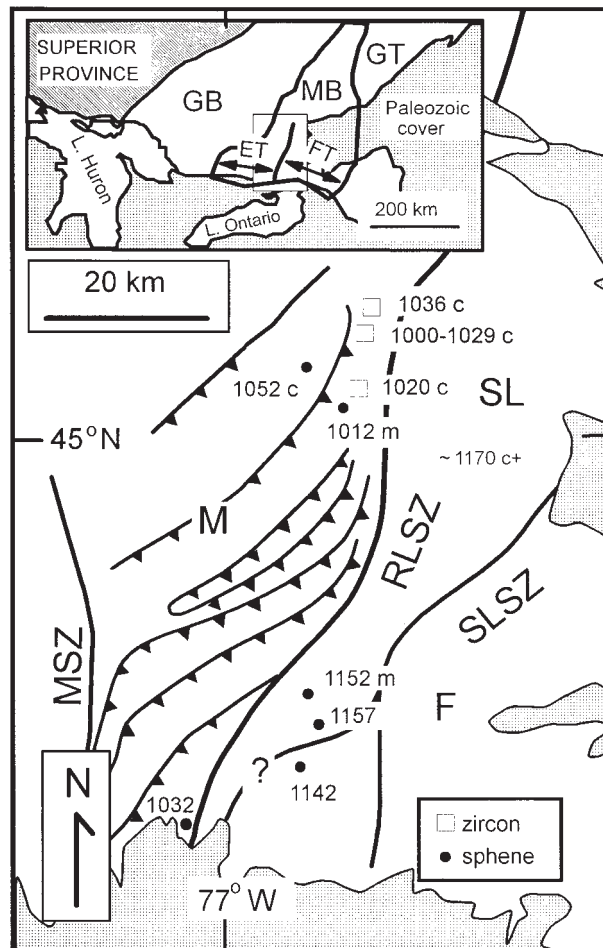 SUPERIOR
PROVINCE
GT
GB
MB
Paleozoic
cover
ET
FT
L. Huron
L. Ontario
200 km
20 km
1036 c
1000-1029 c
1052 c
1020 c
SL
1012 m
45°N
~ 1170 c+
M
RLSZ
SLSZ
MSZ
1152 m
F
1157
N
?
1142
1032
zircon
sphene
77° W